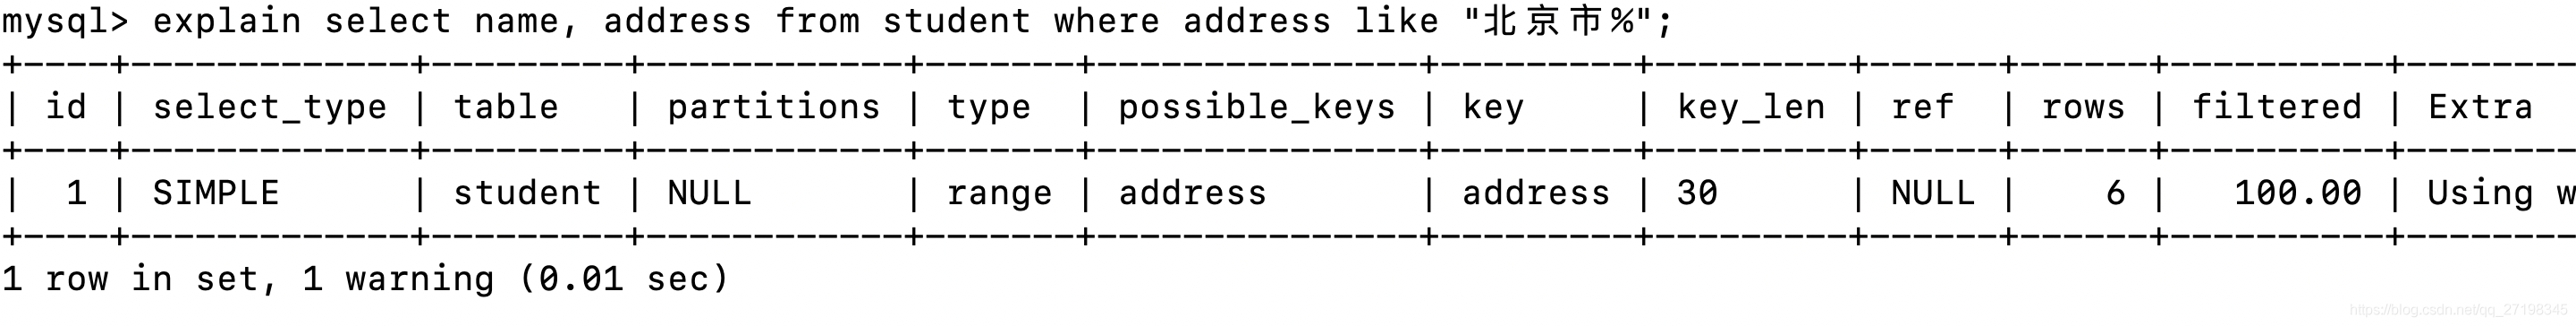 mysql> explain select name, address from student where address like "北京市%";
+----+-------------+---------+------------+-------+---------------+---------+---------+------+------+----------+--------
| id | select_type | table   | partitions | type  | possible_keys | key     | key_len | ref  | rows | filtered | Extra
+----+-------------+---------+------------+-------+---------------+---------+---------+------+------+----------+--------
|  1 | SIMPLE      | student | NULL       | range | address       | address | 30      | NULL |    6 |   100.00 | Using w
+----+-------------+---------+------------+-------+---------------+---------+---------+------+------+----------+--------
1 row in set, 1 warning (0.01 sec)
https://blog.csdn.net/qq_27198345